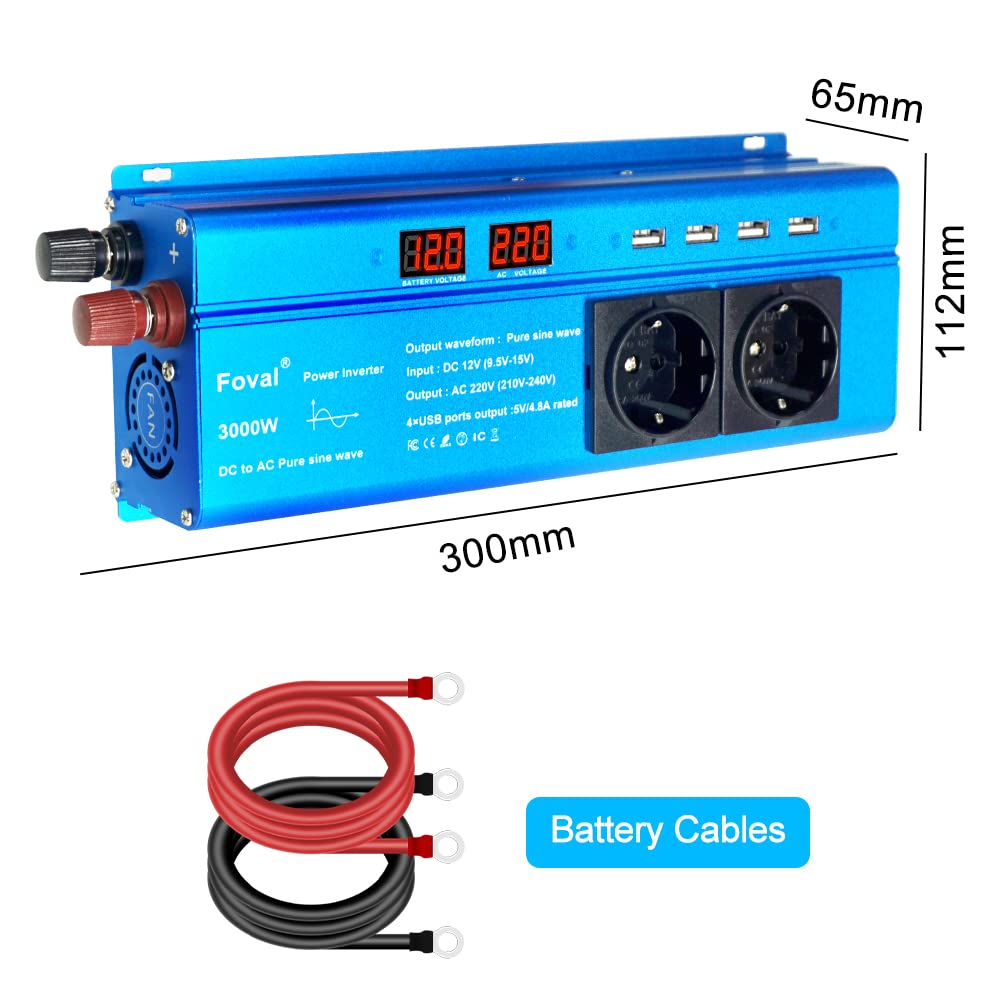 65mm
112mm
300mm
+
12.0
BATTERY VOLTAGE
220
AC VOLTAGE
Foval® Power Inverter
3000W
DC to AC Pure sine wave
Output waveform : Pure sine wave
Input : DC 12V (9.5V-15V)
Output : AC 220V (210V-240V)
4×USB ports output :5V/4.8A rated
FC CE IC
FAN
Battery Cables